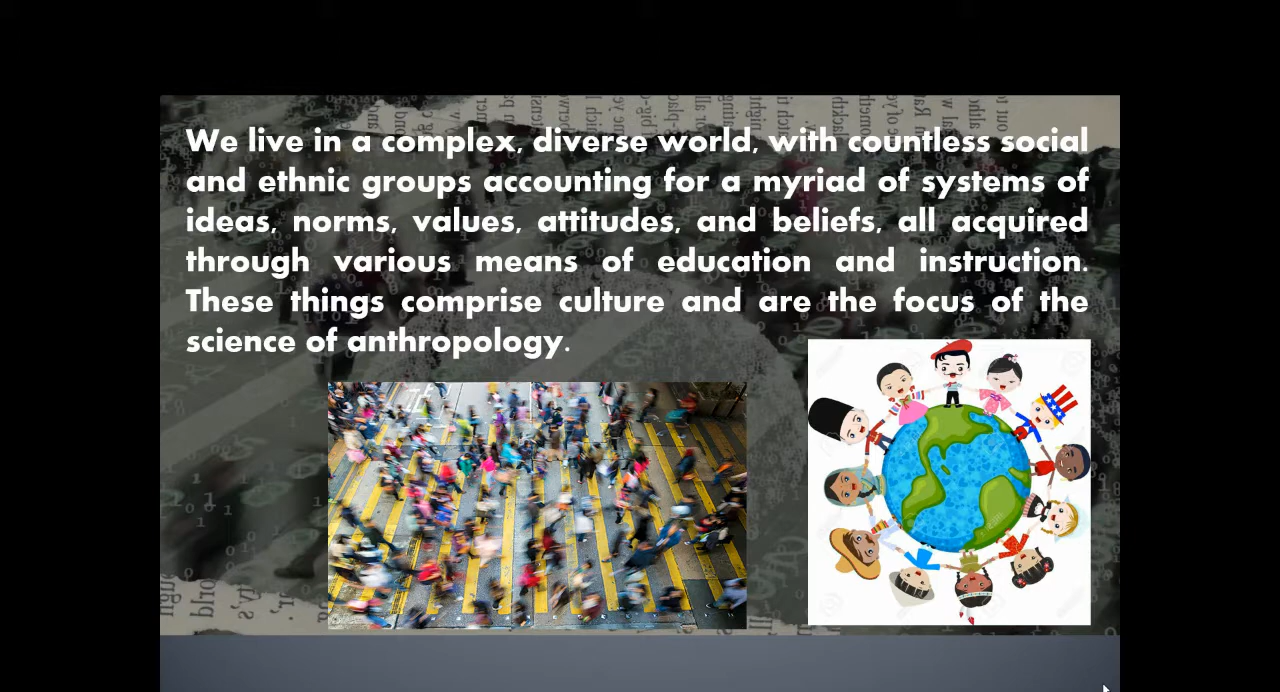 We live in a complex, diverse world, with countless social
and ethnic groups accounting for a myriad of systems of
ideas, norms, values, attitudes, and beliefs, all acquired
through various means of education and instruction.
These things comprise culture and are the focus of the
science of anthropology.